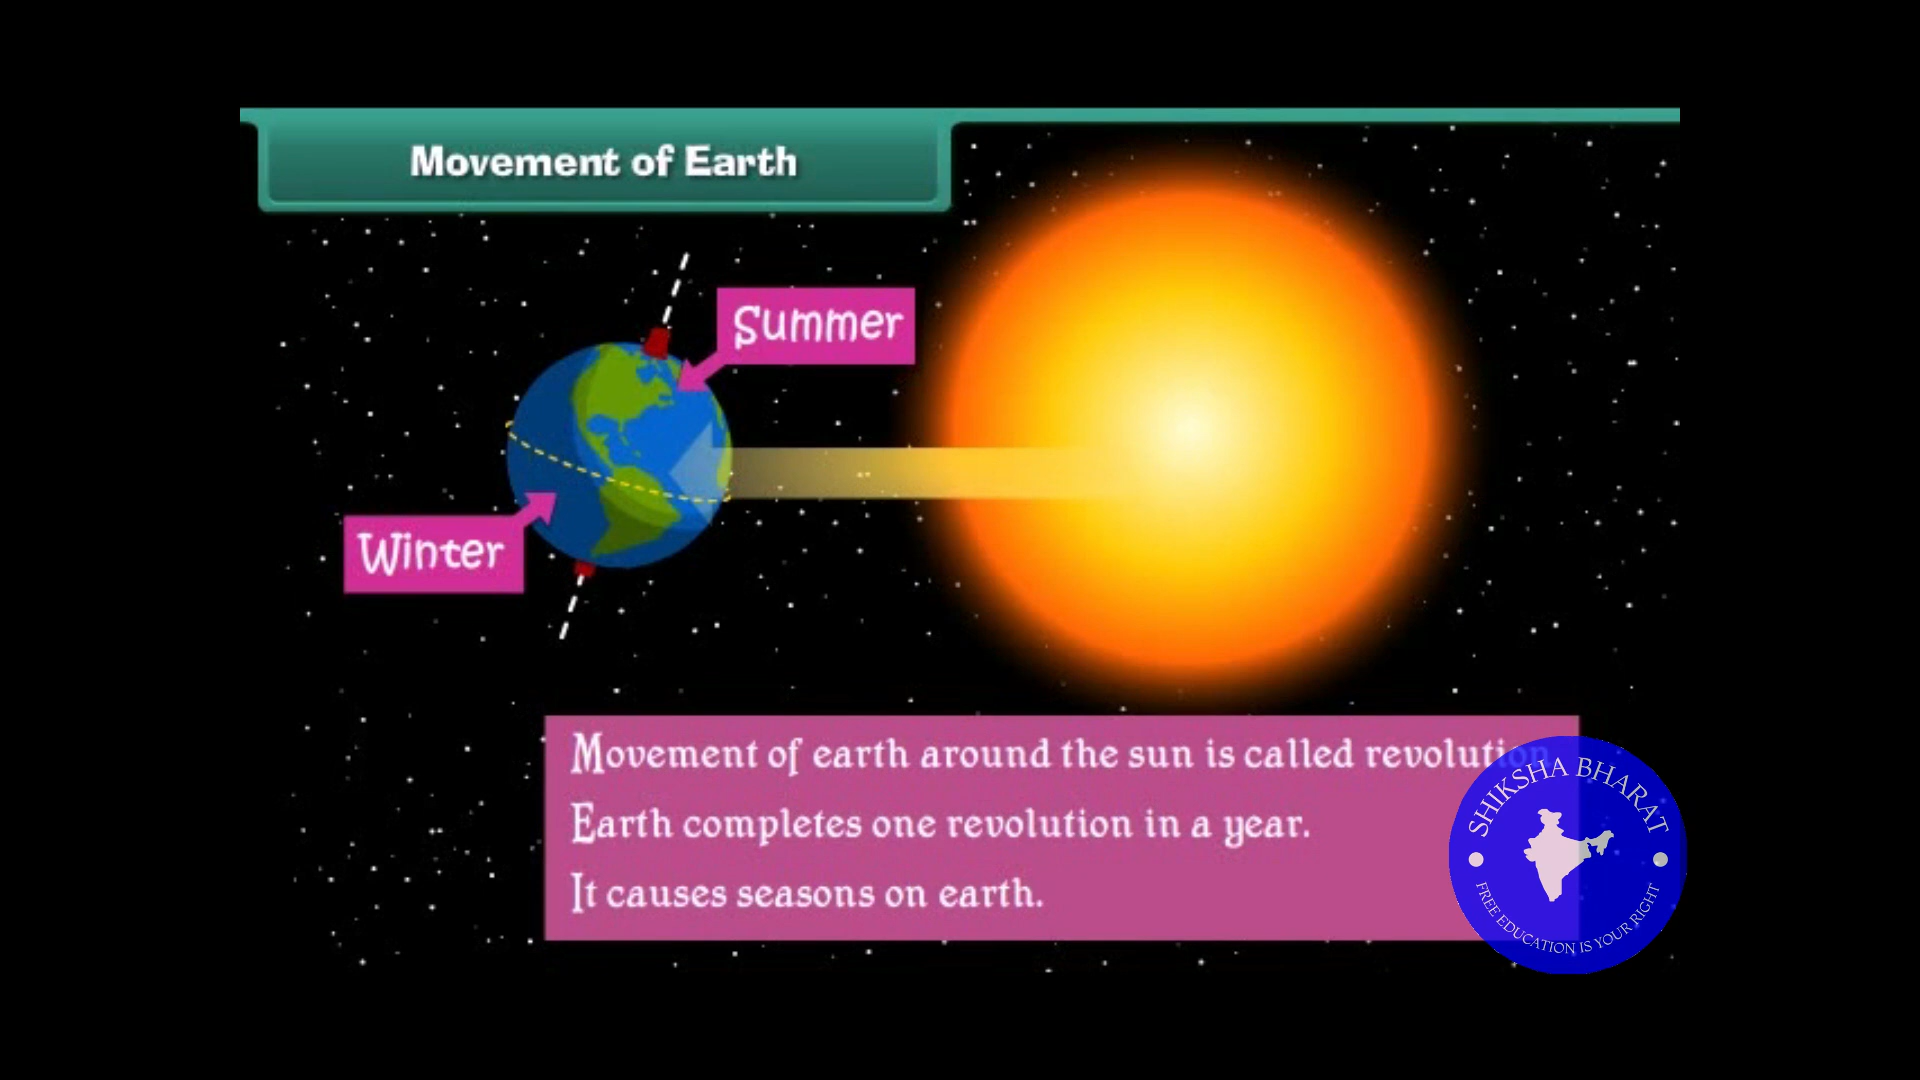 Movement of Earth
Summer
Winter
Movement of earth around the sun is called revolution.
Earth completes one revolution in a year.
It causes seasons on earth.
SHIKSHA BHARAT
FREE EDUCATION IS YOUR RIGHT